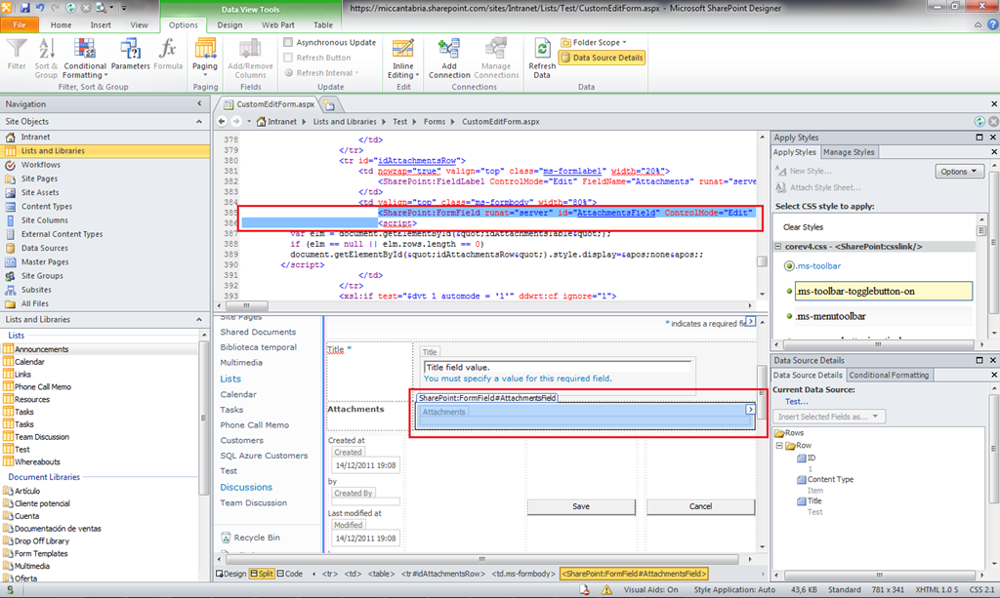 Data View Tools
https://miccantabria.com/sites/Intranet/Lists/Test/CustomEditForm.aspx - Microsoft SharePoint Designer
File Home Insert View Options Design Web Part Table
Filter
Sort & Group
Conditional Formatting
Parameters
Formula
Filter, Sort & Group
Paging
Paging
Add/Remove Columns
Fields
Asynchronous Update
Refresh Button
Refresh Interval
Update
Inline Editing
Edit
Add Connection
Manage Connections
Connections
Refresh Data
Folder Scope
Data Source Details
Data
Navigation
Site Objects
Intranet
Lists and Libraries
Workflows
Site Pages
Site Assets
Content Types
Site Columns
External Content Types
Data Sources
Master Pages
Site Groups
Subsites
All Files
Lists and Libraries
Lists
Announcements
Calendar
Links
Phone Call Memo
Resources
Tasks
Tasks
Team Discussion
Test
Whereabouts
Document Libraries
Artículo
Cliente potencial
Cuenta
Documentación de ventas
Drop Off Library
Form Templates
Multimedia
Oferta
CustomEditForm.aspx
Intranet Lists and Libraries Test Forms CustomEditForm.aspx
378 </td>
379 </tr>
380 <tr id="idAttachmentsRow">
381 <td nowrap="true" valign="top" class="ms-formlabel" width="20%">
382 <SharePoint:FieldLabel ControlMode="Edit" FieldName="Attachments" runat="serve
383 </td>
384 <td valign="top" class="ms-formbody" width="80%">
385 <SharePoint:FormField runat="server" id="AttachmentsField" ControlMode="Edit"
386 <script>
387 var elm = document.getElementById(&quot;idAttachmentsTable&quot;);
388 if (elm == null || elm.rows.length == 0)
389 document.getElementById(&quot;idAttachmentsRow&quot;).style.display=&apos;none&apos;;
390 </script>
391 </td>
392 </tr>
393 <xsl:if test="$dvt_1_automode = '1'" ddwrt:cf_ignore="1">
Site Pages
Shared Documents
Biblioteca temporal
Multimedia
Lists
Calendar
Tasks
Phone Call Memo
Customers
SQL Azure Customers
Test
Discussions
Team Discussion
Recycle Bin
* indicates a required fie
Title *
Title
Title field value.
You must specify a value for this required field.
SharePoint:FormField#AttachmentsField
Attachments
Attachments
Created at
Created
14/12/2011 19:08
by
Created By
Last modified at
Modified
14/12/2011 19:08
Save
Cancel
Design Split Code <tr> <td> <table> <tr#idAttachmentsRow> <td.ms-formbody> <SharePoint:FormField#AttachmentsField>
Apply Styles
Apply Styles Manage Styles
New Style...
Options
Attach Style Sheet...
Select CSS style to apply:
Clear Styles
corev4.css - <SharePoint:csslink/>
.ms-toolbar
.ms-toolbar-togglebutton-on
.ms-menutoolbar
Data Source Details
Data Source Details Conditional Formatting
Current Data Source:
Test...
Insert Selected Fields as...
Rows
Row
ID
1
Content Type
Item
Title
Test
Visual Aids: On Style Application: Auto 43,6 KB Standard 781 x 341 XHTML 1.0 S CSS 2.1